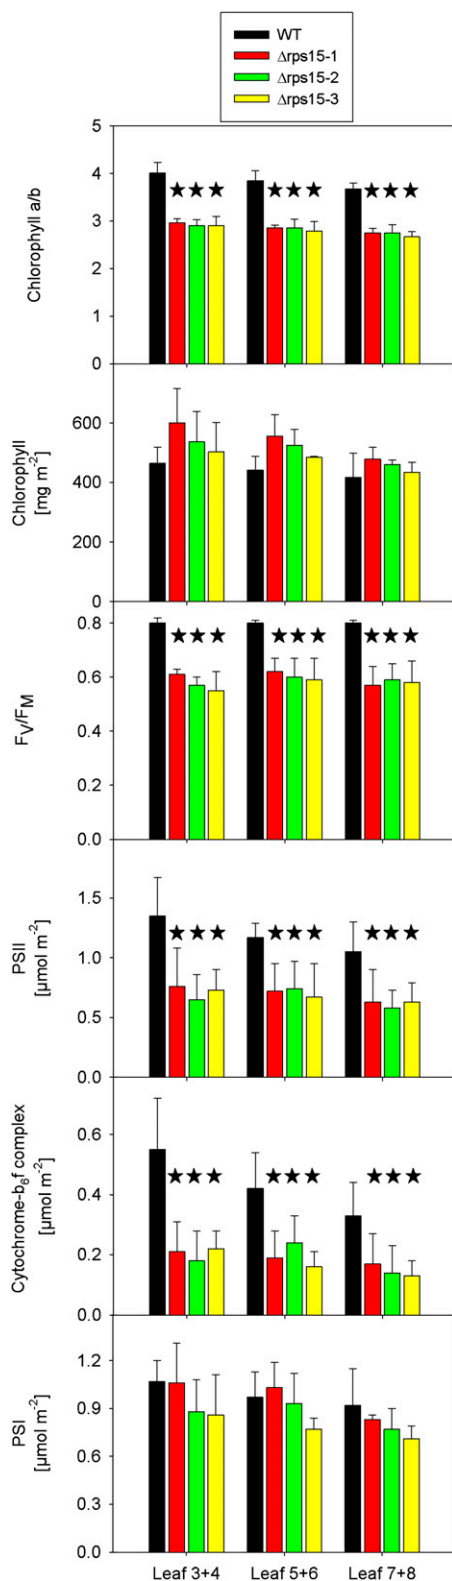 WT
Δrps15-1
Δrps15-2
Δrps15-3
Chlorophyll a/b
5
4
3
2
1
0
Chlorophyll
[mg m⁻²]
600
400
200
0
FV/FM
0.8
0.6
0.4
0.2
0.0
PSII
[µmol m⁻²]
1.5
1.0
0.5
0.0
Cytochrome-b₆f complex
[µmol m⁻²]
0.6
0.4
0.2
0.0
PSI
[µmol m⁻²]
1.2
0.9
0.6
0.3
0.0
Leaf 3+4 Leaf 5+6 Leaf 7+8